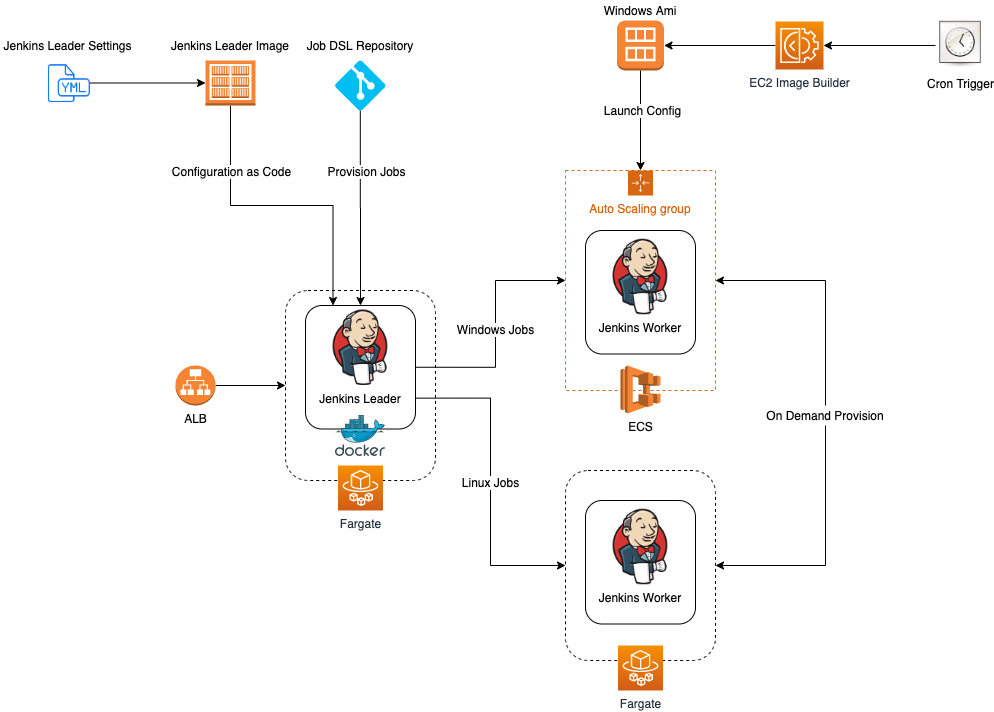 Windows Ami
Jenkins Leader Settings
Jenkins Leader Image
Job DSL Repository
YML
EC2 Image Builder
Cron Trigger
Launch Config
Configuration as Code
Provision Jobs
Auto Scaling group
Jenkins Worker
Windows Jobs
Jenkins Leader
ALB
docker
ECS
On Demand Provision
Linux Jobs
Fargate
Jenkins Worker
Fargate